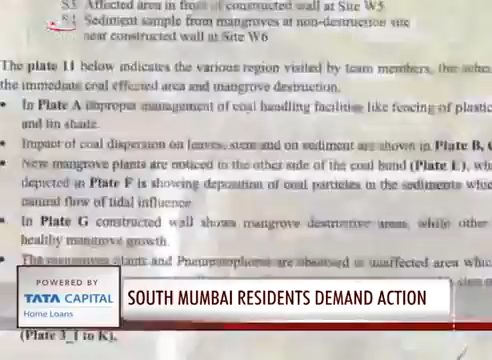 S3 Affected area in front of constructed wall at Site W5
S4 Sediment sample from mangroves at non-destruction site
near constructed wall at Site W6
The plate 11 below indicates the various region visited by team members, this
the immediate coal effected area and mangrove destruction.
• In Plate A improper management of coal handling facilities like fencing of plastic
and tin shade.
• Impact of coal dispersion on leaves, stem and on sediment are shown in Plate B,
• New mangrove plants are noticed to the other side of the coal bund (Plate E),
depicted in Plate F is showing deposition of coal particles in the sediments
natural flow of tidal influence
• In Plate G constructed wall shows mangrove destructive areas, while other
healthy mangrove growth.
• The mangroves plants and Pneumatophores are observed in unaffected area
POWERED BY
TATA CAPITAL
Home Loans
SOUTH MUMBAI RESIDENTS DEMAND ACTION
(Plate 3_I to K).